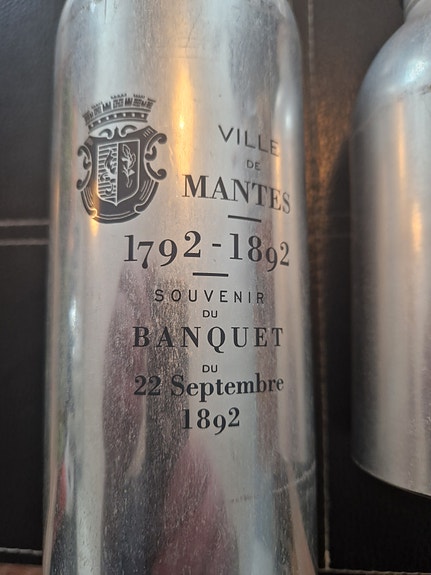 VILLE
DE
MANTES
1792-1892
SOUVENIR
DU
BANQUET
DU
22 Septembre
1892